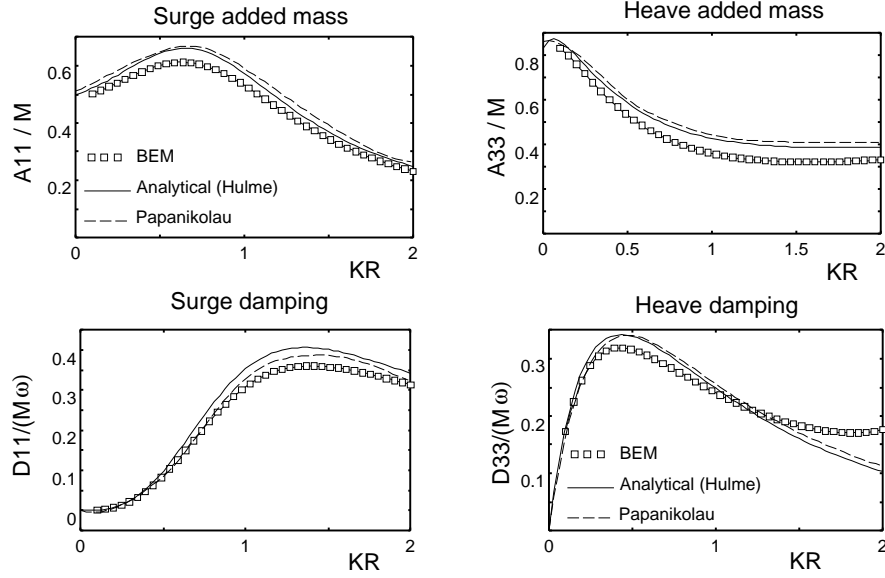 Surge added mass
A11 / M
0.6
0.4
0.2
BEM
Analytical (Hulme)
Papanikolau
0
1
2
KR
Heave added mass
A33 / M
0.8
0.6
0.4
0.2
0
0.5
1
1.5
2
KR
Surge damping
D11/(Mω)
0.4
0.3
0.2
0.1
0
0
1
2
KR
Heave damping
D33/(Mω)
0.3
0.2
0.1
BEM
Analytical (Hulme)
Papanikolau
0
1
2
KR